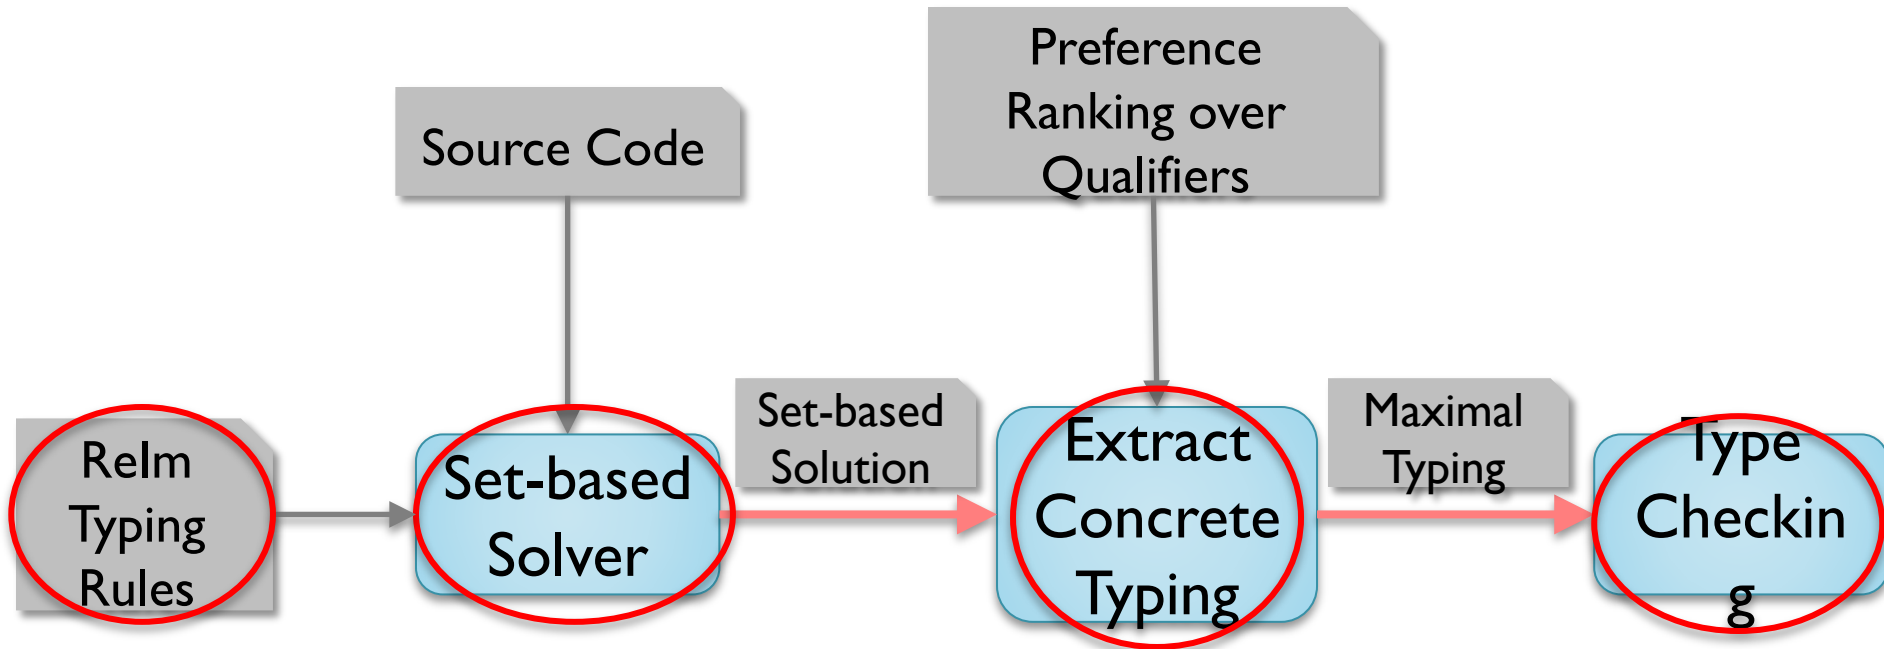 Preference
Ranking over
Qualifiers
Source Code
Set-based
Solution
Maximal
Typing
ReIm
Typing
Rules
Set-based
Solver
Extract
Concrete
Typing
Type
Checkin
g